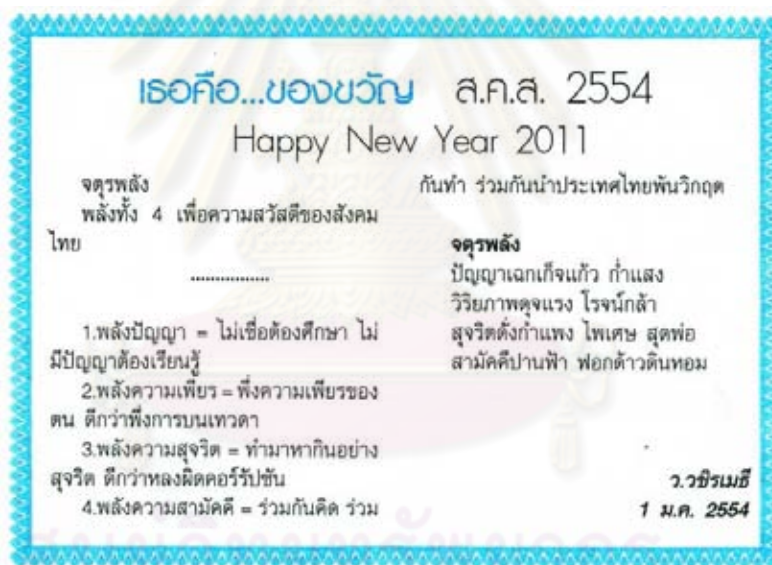 เธอคือ...ของขวัญ ส.ค.ส. 2554
Happy New Year 2011
จตุรพลัง
พลังทั้ง 4 เพื่อความสวัสดีของสังคม
ไทย
................
1.พลังปัญญา = ไม่เชื่อต้องศึกษา ไม่
มีปัญญาต้องเรียนรู้
2.พลังความเพียร = พึ่งความเพียรของ
ตน ดีกว่าพึ่งการบนเทวดา
3.พลังความสุจริต = ทำมาหากินอย่าง
สุจริต ดีกว่าหลงผิดคอร์รัปชัน
4.พลังความสามัคคี = ร่วมกันคิด ร่วม
กันทำ ร่วมกันนำประเทศไทยพ้นวิกฤต
จตุรพลัง
ปัญญาเฉกเก็จแก้ว ก่ำแสง
วิริยภาพดุจแรง โรจน์กล้า
สุจริตดั่งกำแพง ไพเศษ สุดพ่อ
สามัคคีปานฟ้า ฟอกด้าวดินทอม
ว.วชิรเมธี
1 ม.ค. 2554